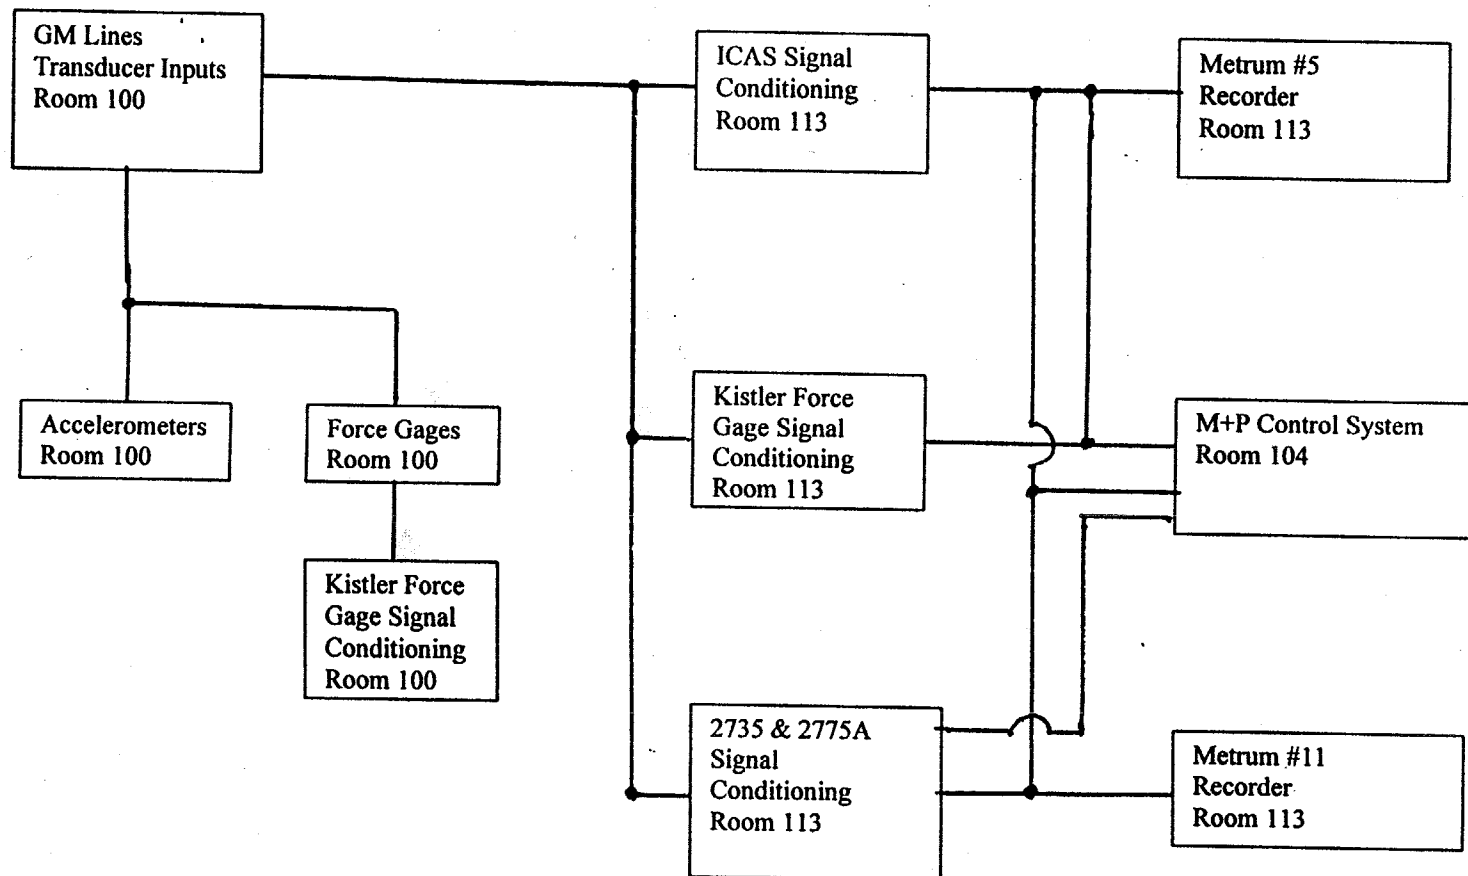 GM Lines
Transducer Inputs
Room 100
ICAS Signal
Conditioning
Room 113
Metrum #5
Recorder
Room 113
Accelerometers
Room 100
Force Gages
Room 100
Kistler Force
Gage Signal
Conditioning
Room 113
M+P Control System
Room 104
Kistler Force
Gage Signal
Conditioning
Room 100
2735 & 2775A
Signal
Conditioning
Room 113
Metrum #11
Recorder
Room 113